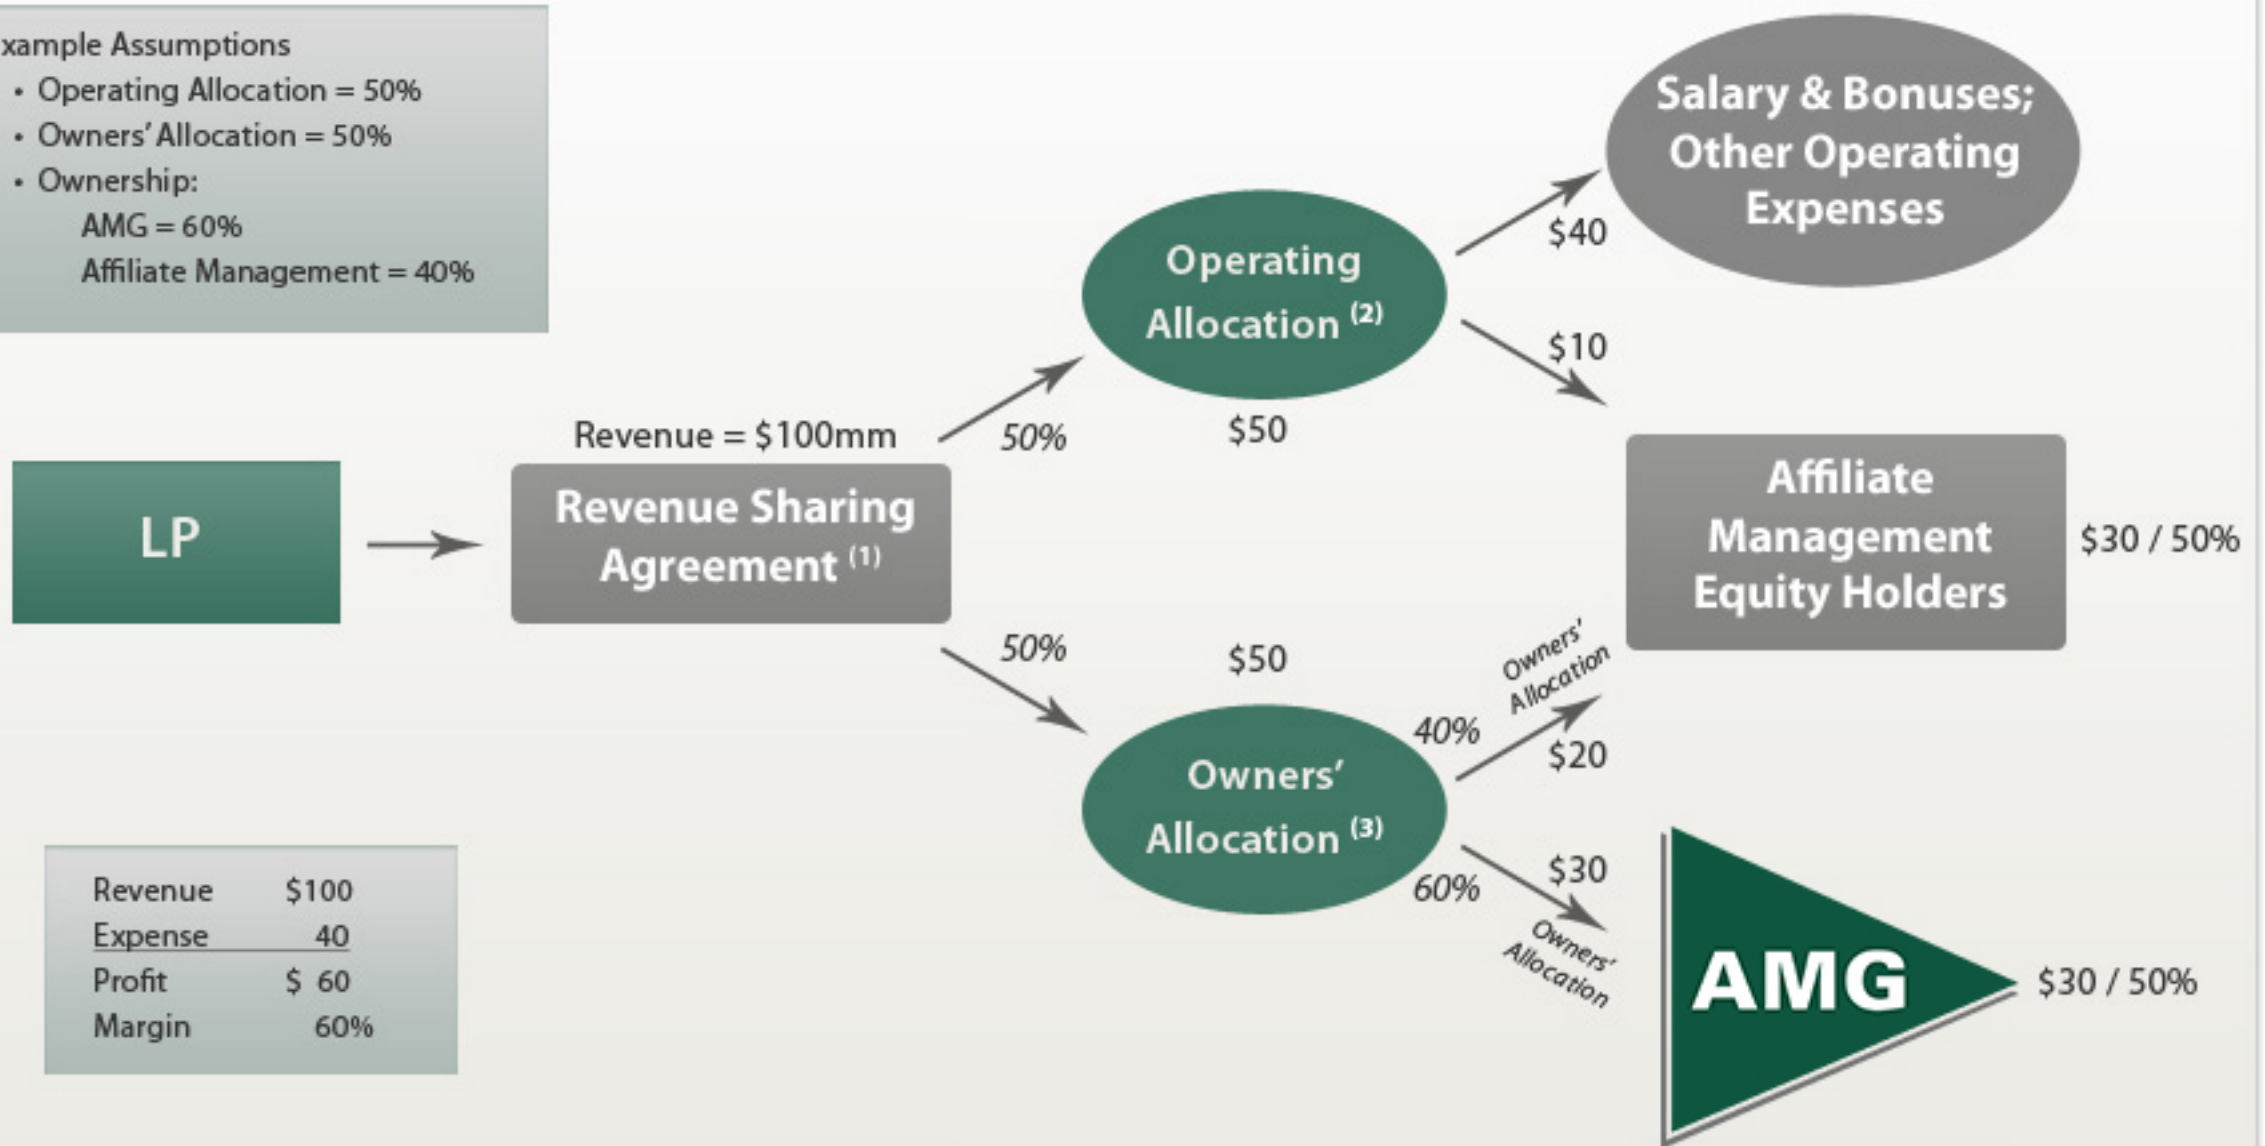 xample Assumptions
• Operating Allocation = 50%
• Owners' Allocation = 50%
• Ownership:
AMG = 60%
Affiliate Management = 40%
LP
Revenue = $100mm
Revenue Sharing
Agreement (1)
50%
50%
Operating
Allocation (2)
$50
$50
Owners'
Allocation (3)
$40
$10
Salary & Bonuses;
Other Operating
Expenses
Affiliate
Management
Equity Holders
$30 / 50%
40%
Owners'
Allocation
$20
60%
$30
Owners'
Allocation
AMG
$30 / 50%
Revenue $100
Expense 40
Profit $ 60
Margin 60%